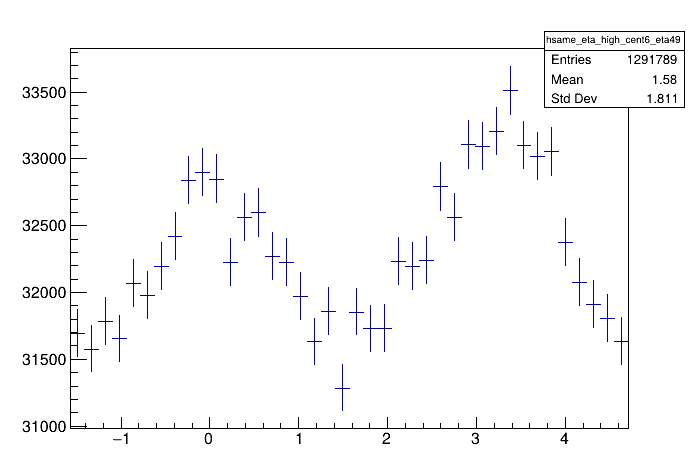 hsame_eta_high_cent6_eta49
Entries 1291789
Mean 1.58
Std Dev 1.811
33500
33000
32500
32000
31500
31000
−1 0 1 2 3 4